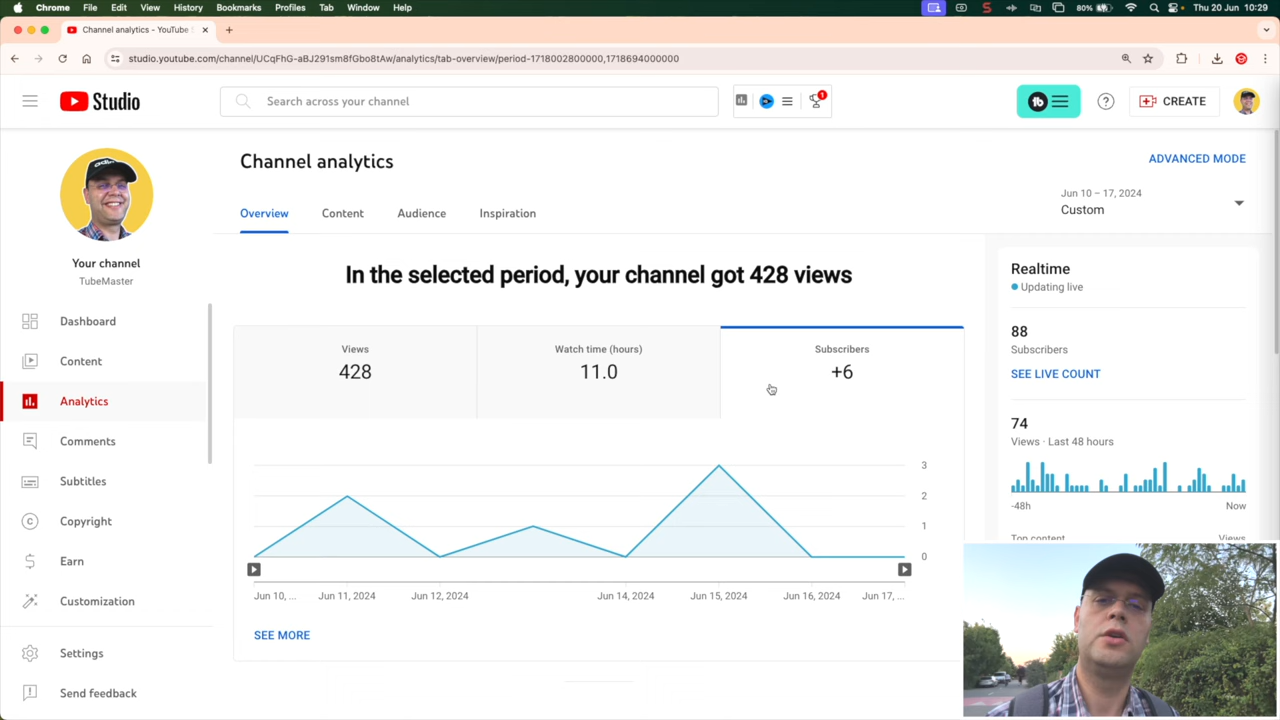 Chrome File Edit View History Bookmarks Profiles Tab Window Help 80% Thu 20 Jun 10:29
Channel analytics - YouTube
studio.youtube.com/channel/UCqFhG-aBJ291sm8fGbo8tAw/analytics/tab-overview/period-1718002800000,1718694000000
Studio
Search across your channel
1
tb
CREATE
Channel analytics
ADVANCED MODE
Overview Content Audience Inspiration
Jun 10 – 17, 2024
Custom
Your channel
TubeMaster
Dashboard
Content
Analytics
Comments
Subtitles
Copyright
Earn
Customization
Settings
Send feedback
In the selected period, your channel got 428 views
Views
428
Watch time (hours)
11.0
Subscribers
+6
3
2
1
0
Jun 10, ... Jun 11, 2024 Jun 12, 2024 Jun 14, 2024 Jun 15, 2024 Jun 16, 2024 Jun 17, ...
SEE MORE
Realtime
Updating live
88
Subscribers
SEE LIVE COUNT
74
Views · Last 48 hours
-48h Now
Top content Views